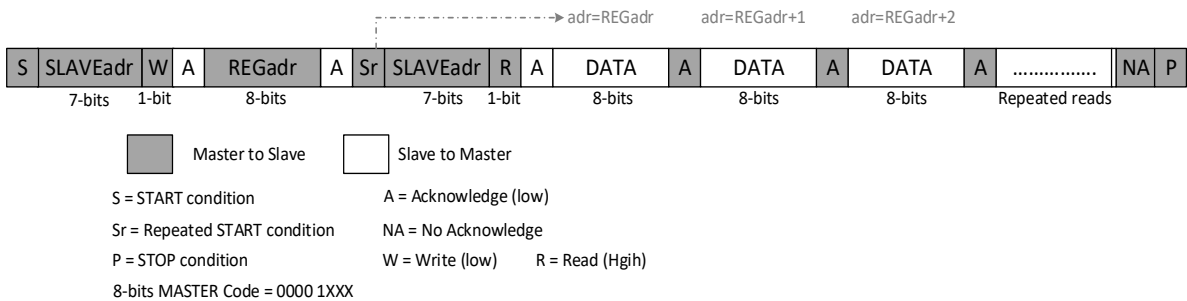 adr=REGadr adr=REGadr+1 adr=REGadr+2
S SLAVEadr W A REGadr A Sr SLAVEadr R A DATA A DATA A DATA A ............... NA P
7-bits 1-bit 8-bits 7-bits 1-bit 8-bits 8-bits 8-bits Repeated reads
Master to Slave Slave to Master
S = START condition A = Acknowledge (low)
Sr = Repeated START condition NA = No Acknowledge
P = STOP condition W = Write (low) R = Read (Hgih)
8-bits MASTER Code = 0000 1XXX